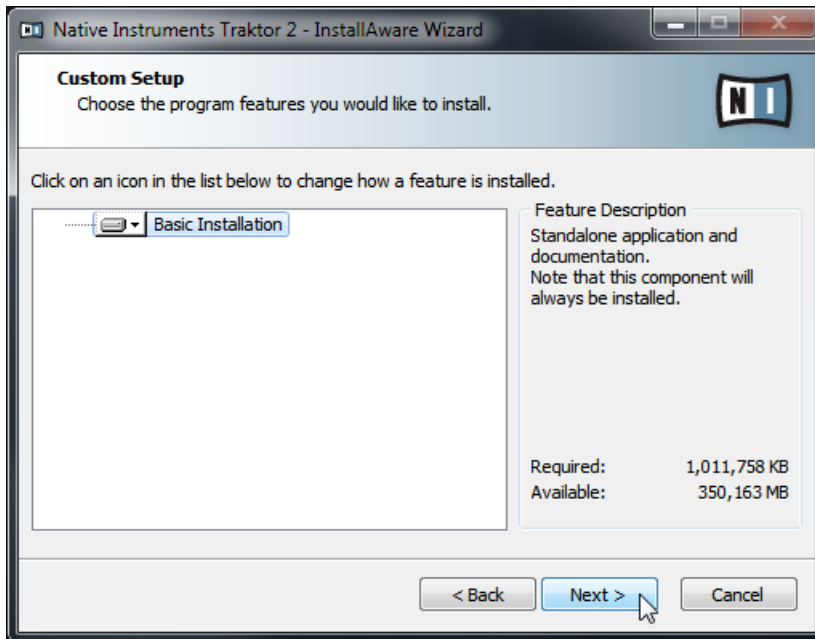 Native Instruments Traktor 2 - InstallAware Wizard
Custom Setup
Choose the program features you would like to install.
NI
Click on an icon in the list below to change how a feature is installed.
Basic Installation
Feature Description
Standalone application and
documentation.
Note that this component will
always be installed.
Required: 1,011,758 KB
Available: 350,163 MB
< Back Next > Cancel